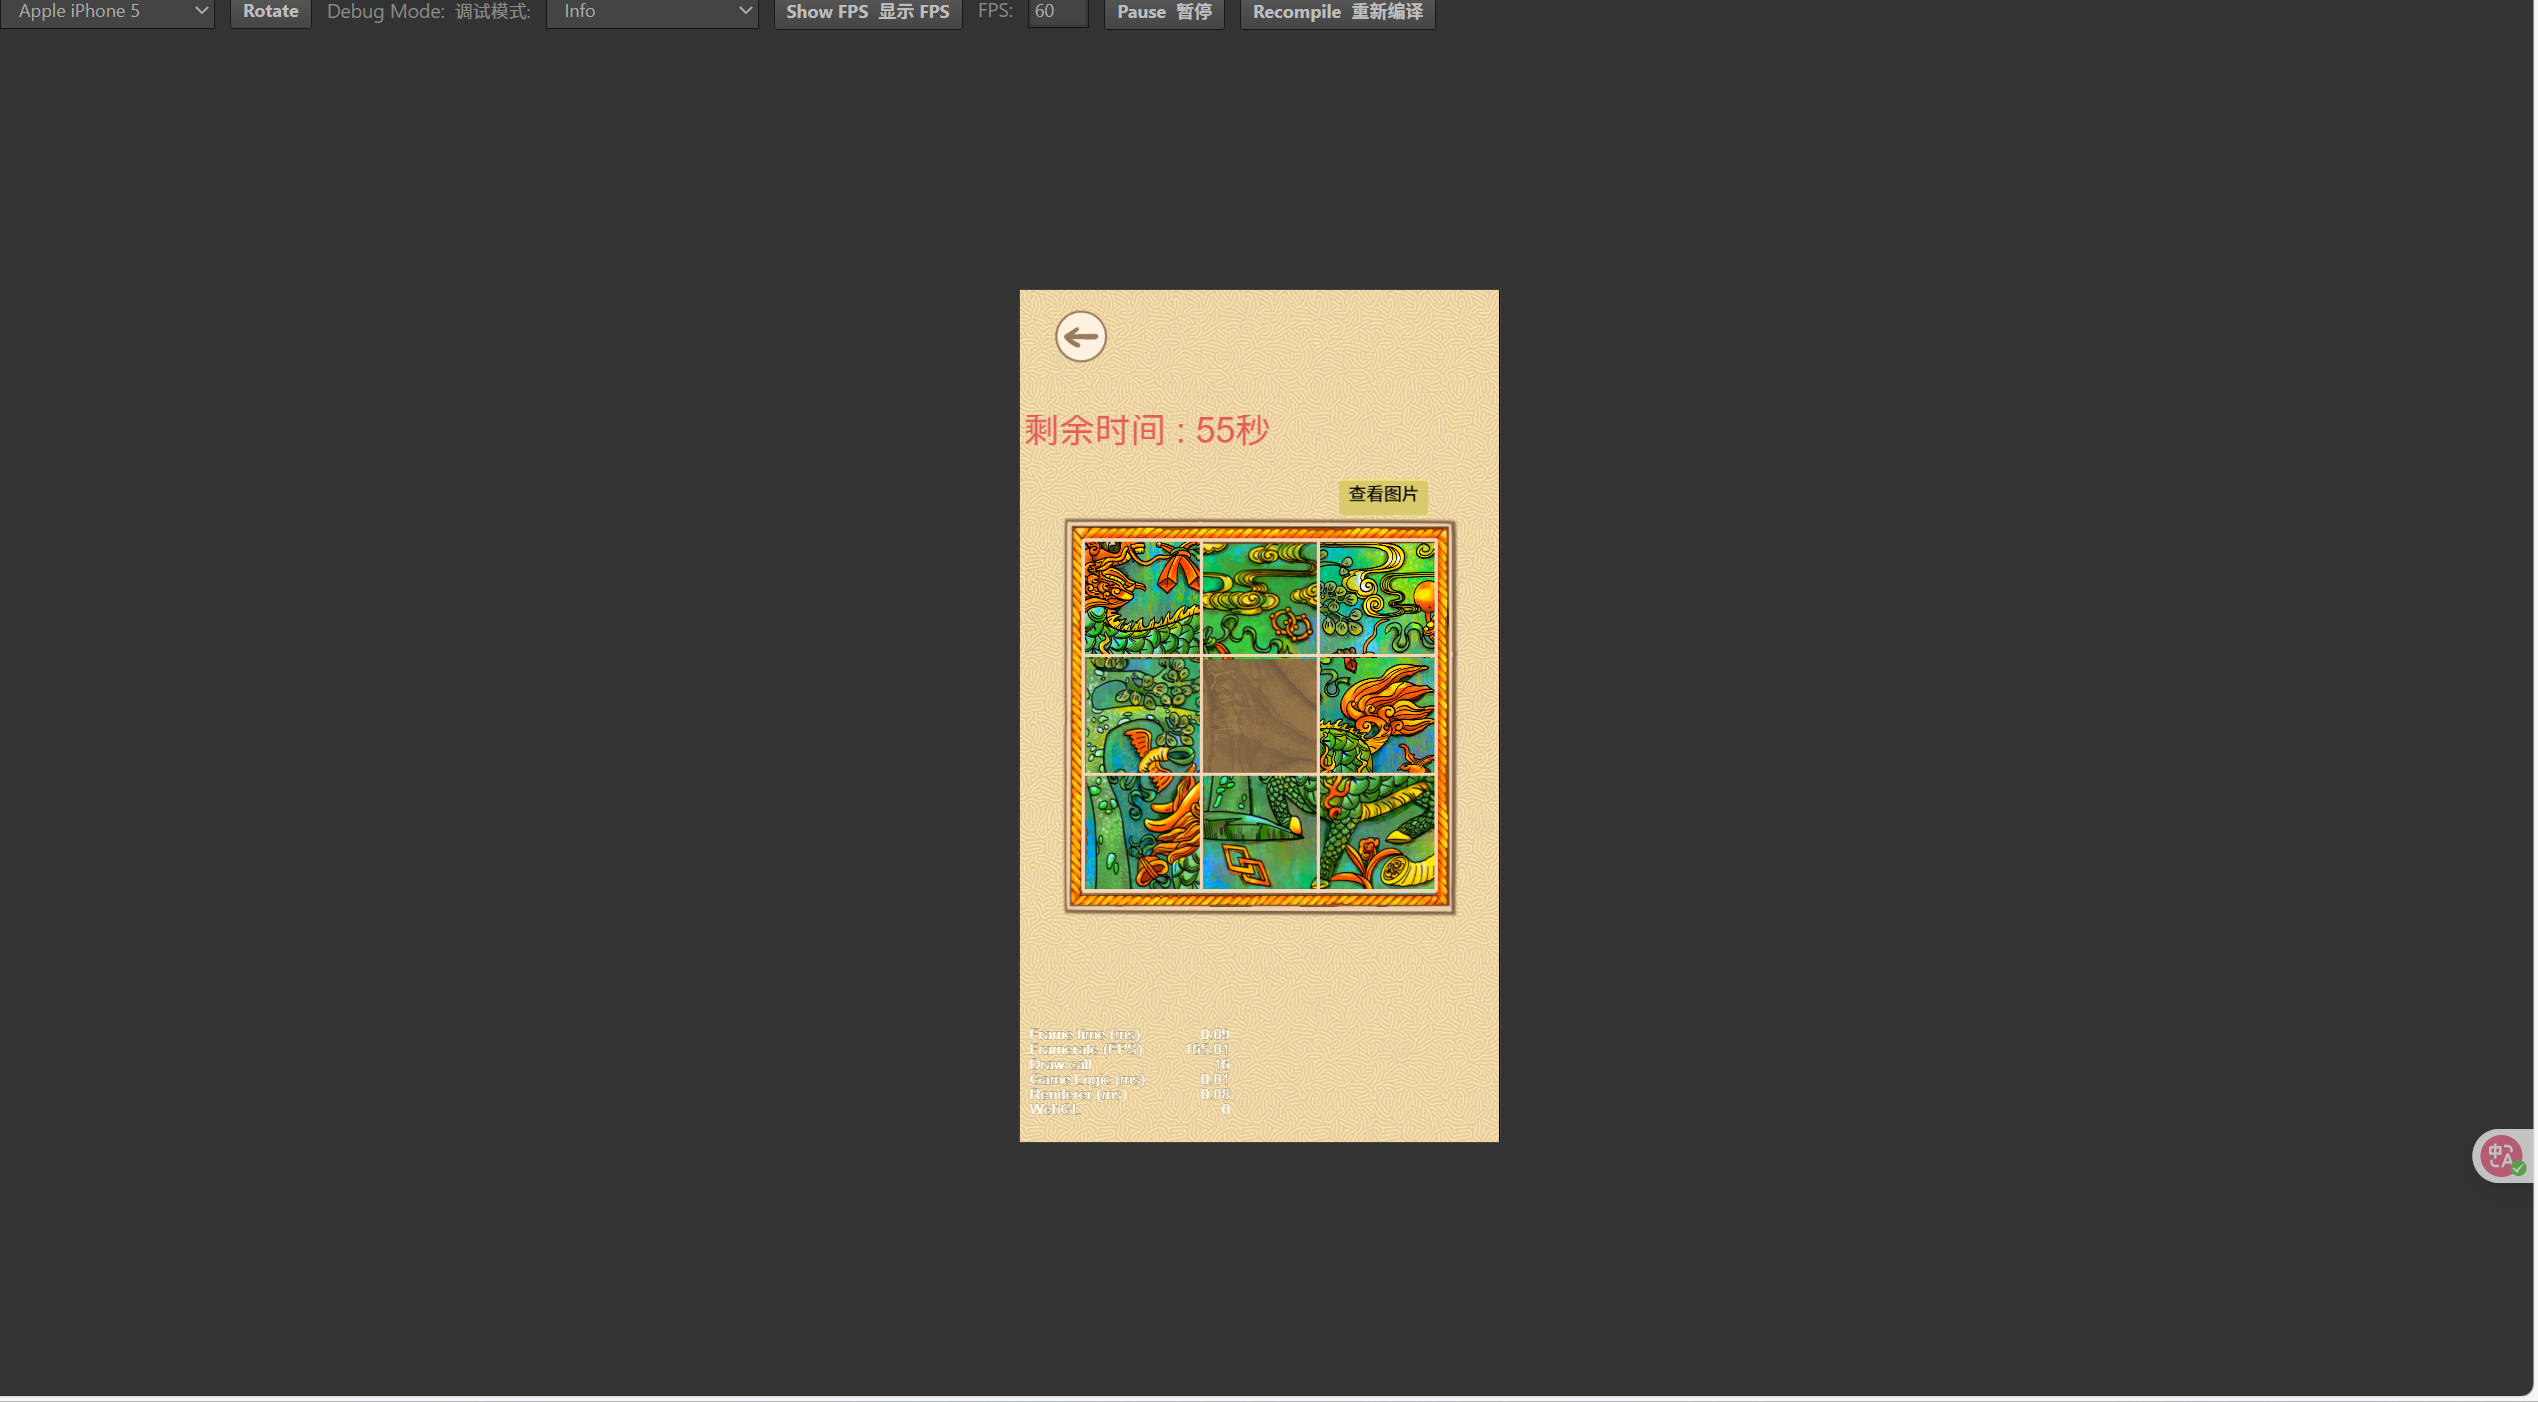 Apple iPhone 5 Rotate Debug Mode: 调试模式: Info Show FPS 显示 FPS FPS: 60 Pause 暂停 Recompile 重新编译
剩余时间 : 55秒
查看图片
Frame time (ms) 0.09
Framerate (FPS) 165.01
Draw call 16
Game Logic (ms) 0.01
Renderer (ms) 0.08
WebGL 0
中 A